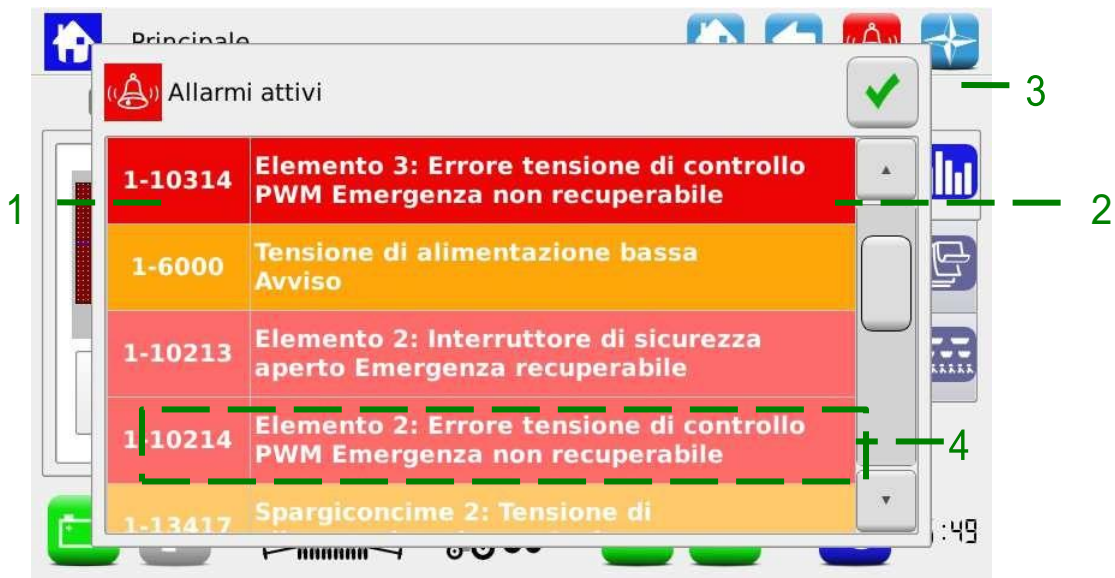 Principale
3
Allarmi attivi
1-10314
Elemento 3: Errore tensione di controllo
PWM Emergenza non recuperabile
1
2
1-6000
Tensione di alimentazione bassa
Avviso
1-10213
Elemento 2: Interruttore di sicurezza
aperto Emergenza recuperabile
1-10214
Elemento 2: Errore tensione di controllo
PWM Emergenza non recuperabile
4
1-13417
Spargiconcime 2: Tensione di
:49